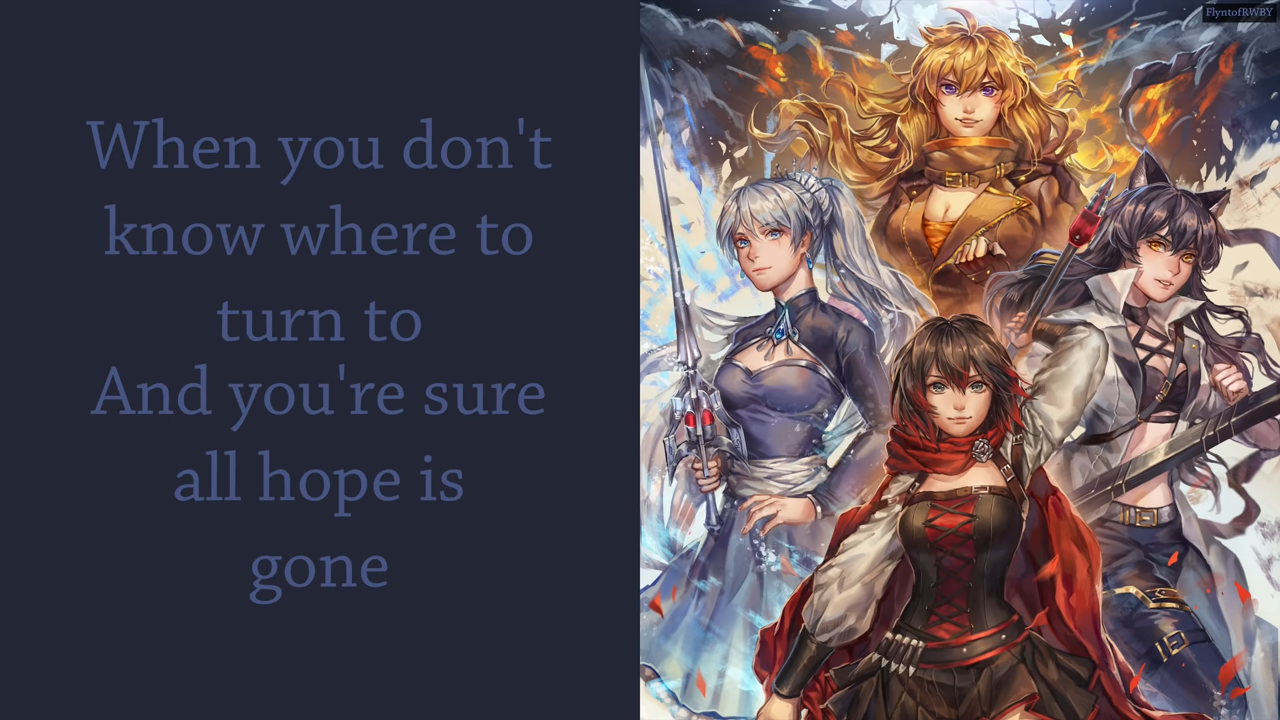 When you don't
know where to
turn to
And you're sure
all hope is
gone
FlyntofRWBY